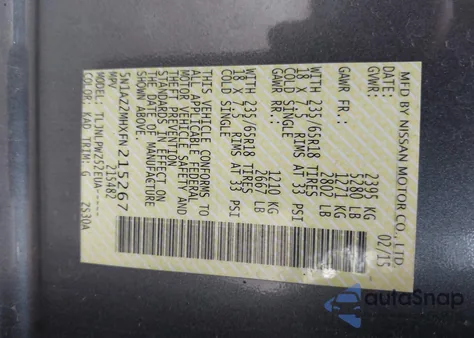 MFD BY NISSAN MOTOR CO., LTD.
DATE: 02/15
GVWR: 2395 KG
5280 LB
GAWR FR: 1271 KG
2802 LB
WITH 235/65R18 TIRES
18 X 7.5 RIMS AT 33 PSI
COLD SINGLE
GAWR RR: 1210 KG
2667 LB
WITH 235/65R18 TIRES
18 X 7.5 RIMS AT 33 PSI
COLD SINGLE
THIS VEHICLE CONFORMS TO
ALL APPLICABLE FEDERAL
MOTOR VEHICLE SAFETY AND
THEFT PREVENTION
STANDARDS IN EFFECT ON
SHOWN ABOVE.
5N1AZ2MHXFN215267
MPV 215482
MODEL: TLJNLPWZ52EUA-----
COLOR: KAD TRIM: G 2530A
autoSnap